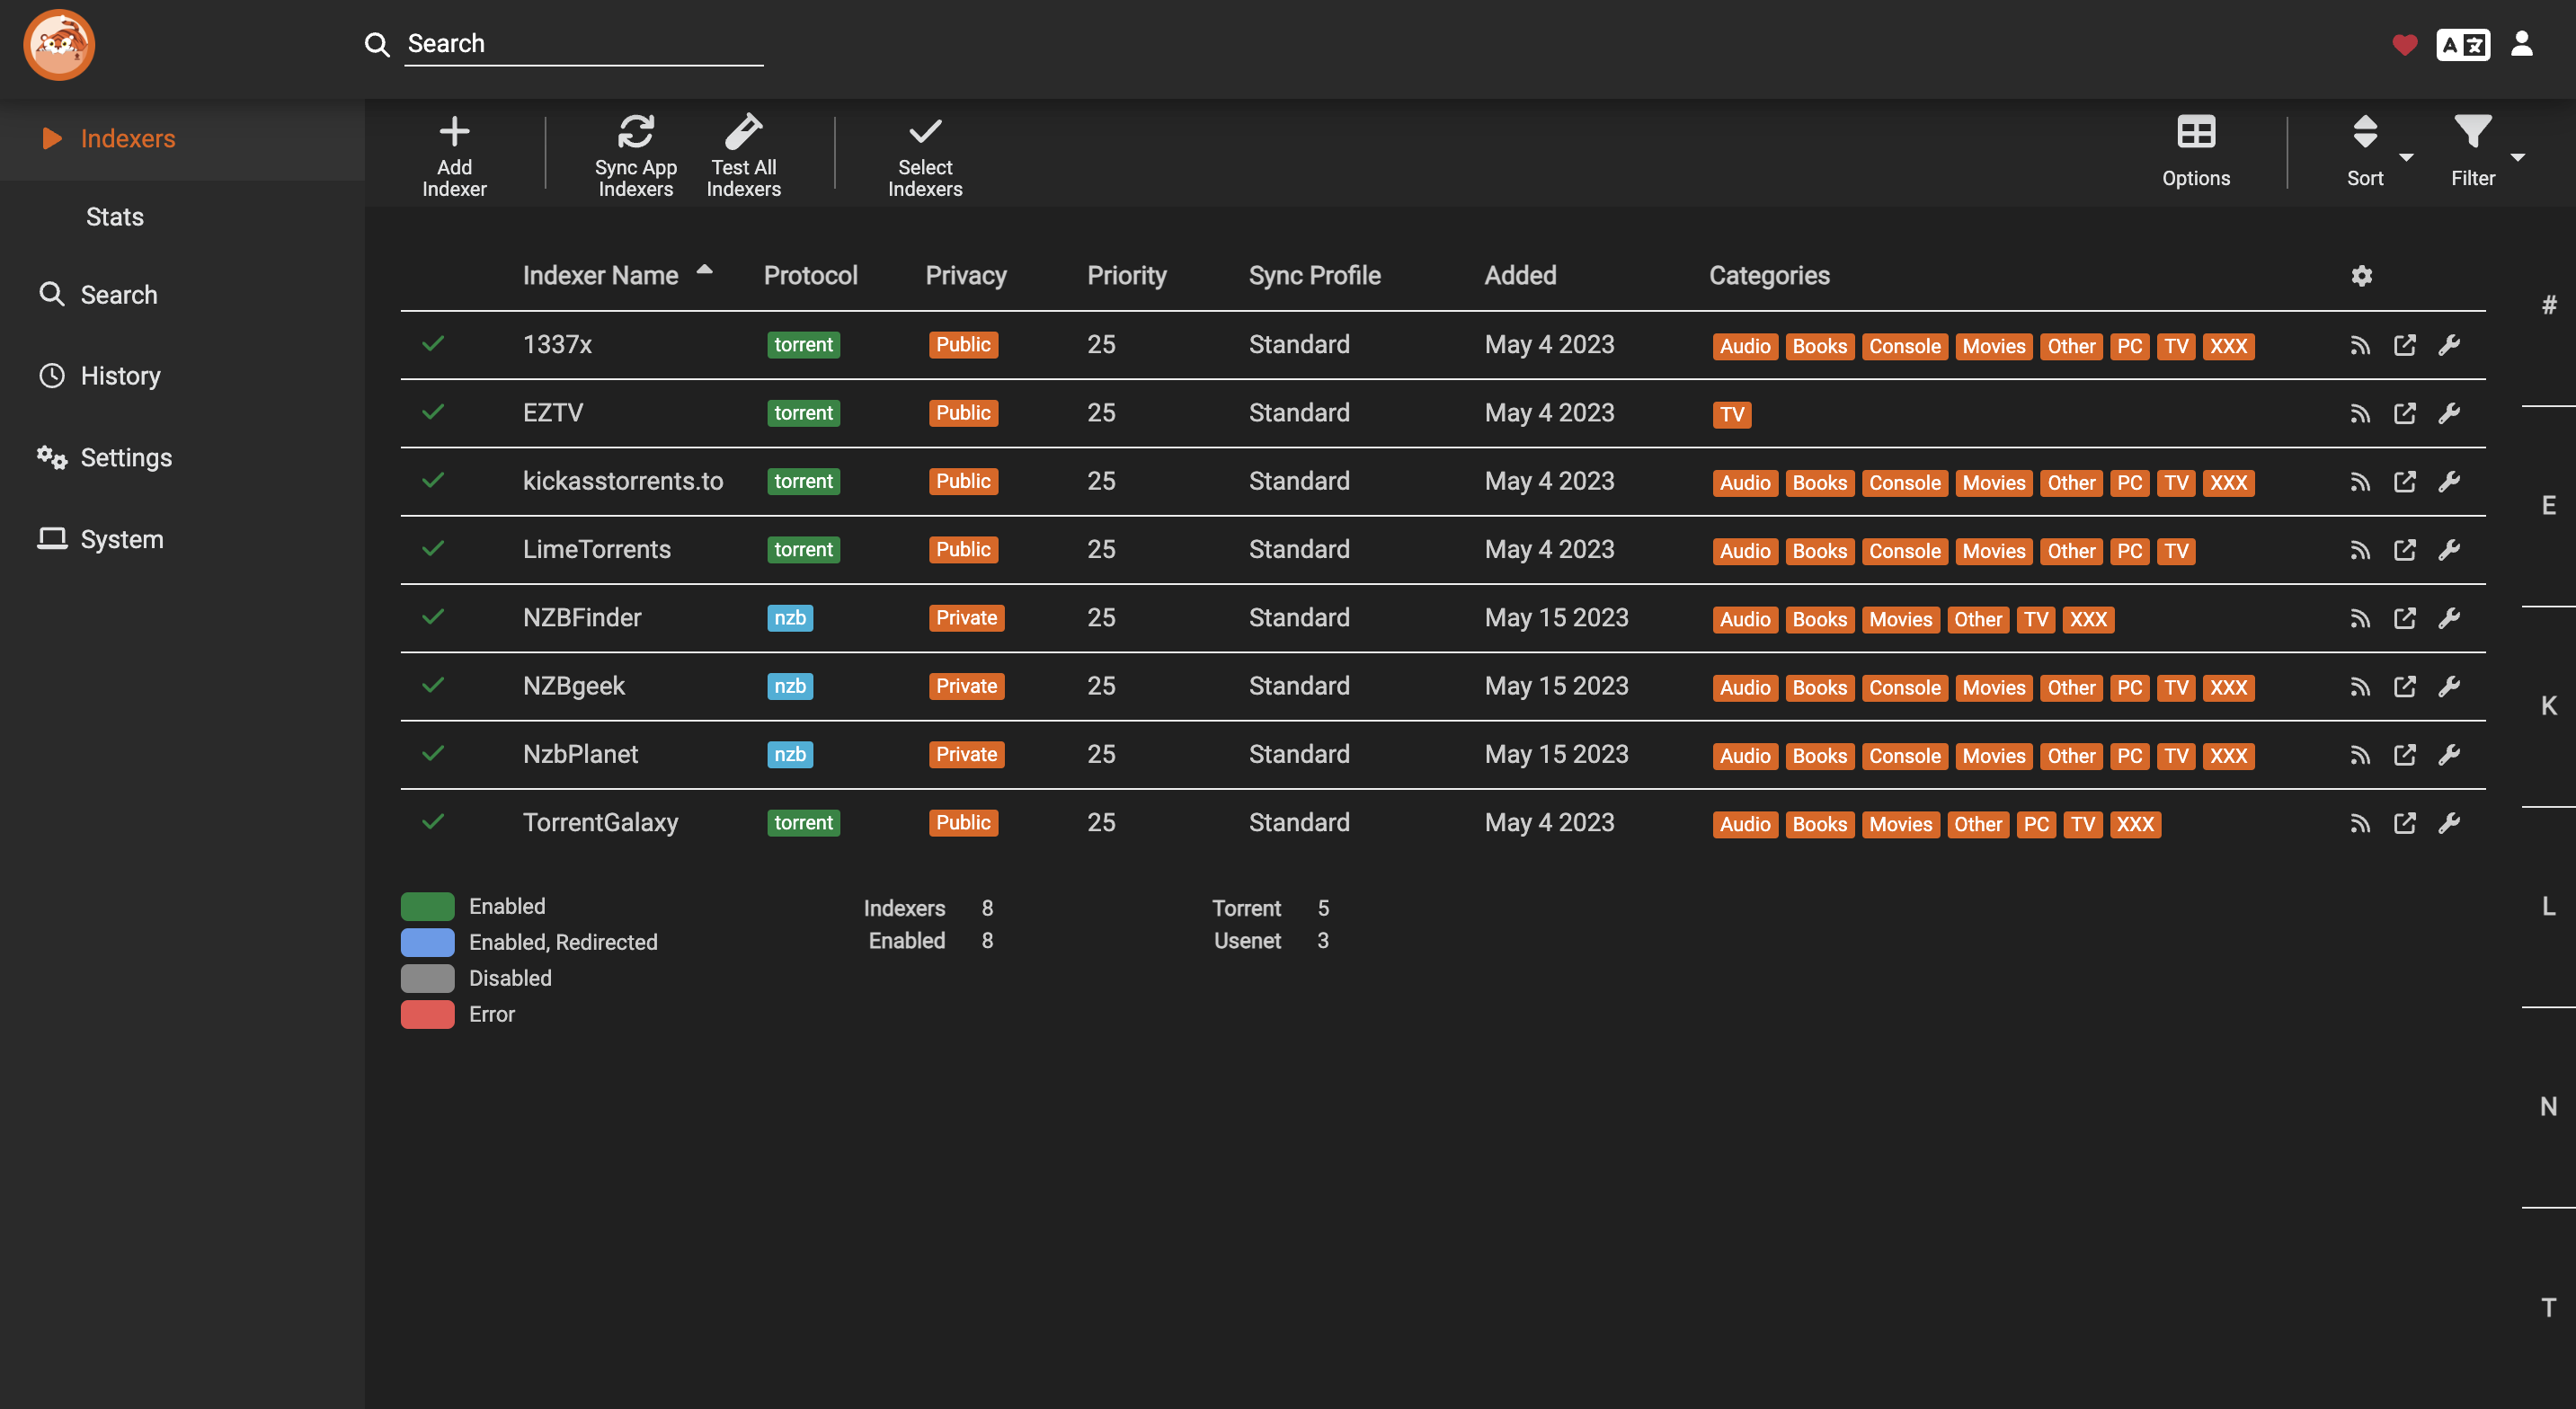 Search
A 文
Indexers
Stats
Search
History
Settings
System
Add Indexer
Sync App Indexers
Test All Indexers
Select Indexers
Options
Sort
Filter
Indexer Name Protocol Privacy Priority Sync Profile Added Categories
1337x torrent Public 25 Standard May 4 2023 Audio Books Console Movies Other PC TV XXX
EZTV torrent Public 25 Standard May 4 2023 TV
kickasstorrents.to torrent Public 25 Standard May 4 2023 Audio Books Console Movies Other PC TV XXX
LimeTorrents torrent Public 25 Standard May 4 2023 Audio Books Console Movies Other PC TV
NZBFinder nzb Private 25 Standard May 15 2023 Audio Books Movies Other TV XXX
NZBgeek nzb Private 25 Standard May 15 2023 Audio Books Console Movies Other PC TV XXX
NzbPlanet nzb Private 25 Standard May 15 2023 Audio Books Console Movies Other PC TV XXX
TorrentGalaxy torrent Public 25 Standard May 4 2023 Audio Books Movies Other PC TV XXX
Enabled
Enabled, Redirected
Disabled
Error
Indexers 8
Enabled 8
Torrent 5
Usenet 3
#
E
K
L
N
T